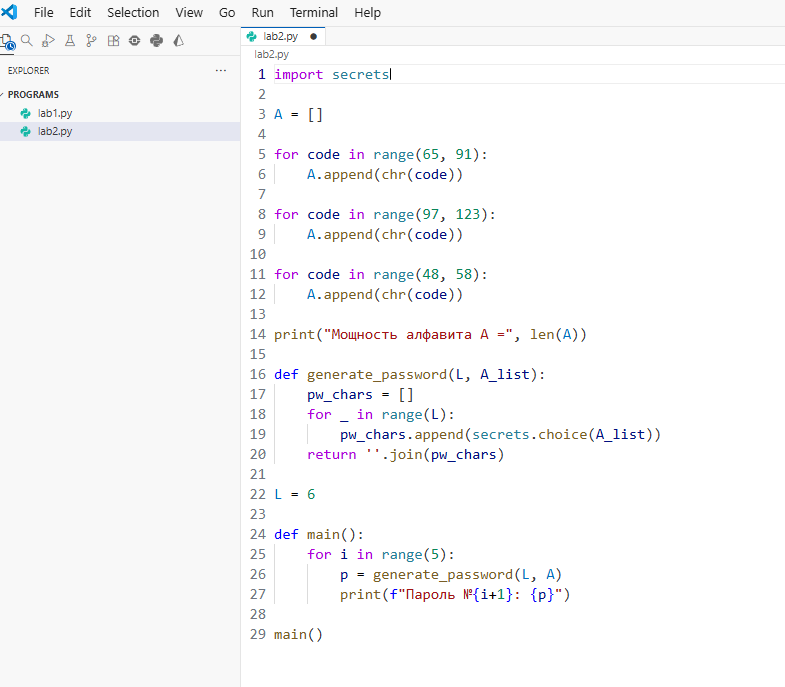 File Edit Selection View Go Run Terminal Help
EXPLORER ...
PROGRAMS
lab1.py
lab2.py
lab2.py ●
lab2.py
1 import secrets
2
3 A = []
4
5 for code in range(65, 91):
6     A.append(chr(code))
7
8 for code in range(97, 123):
9     A.append(chr(code))
10
11 for code in range(48, 58):
12     A.append(chr(code))
13
14 print("Мощность алфавита A =", len(A))
15
16 def generate_password(L, A_list):
17     pw_chars = []
18     for _ in range(L):
19         pw_chars.append(secrets.choice(A_list))
20     return ''.join(pw_chars)
21
22 L = 6
23
24 def main():
25     for i in range(5):
26         p = generate_password(L, A)
27         print(f"Пароль №{i+1}: {p}")
28
29 main()